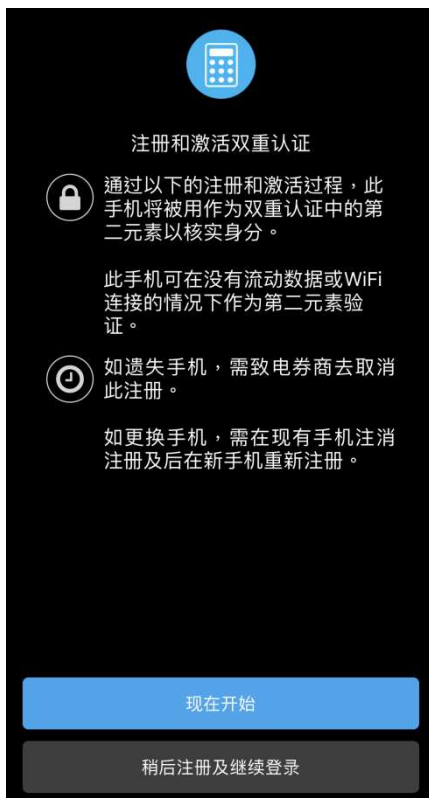 注册和激活双重认证
通过以下的注册和激活过程，此
手机将被用作为双重认证中的第
二元素以核实身分。
此手机可在没有流动数据或WiFi
连接的情况下作为第二元素验
证。
如遗失手机，需致电券商去取消
此注册。
如更换手机，需在现有手机注消
注册及后在新手机重新注册。
现在开始
稍后注册及继续登录